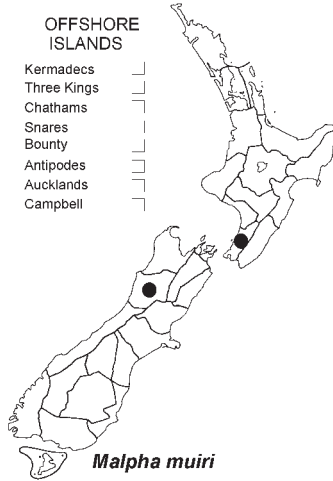 OFFSHORE
ISLANDS
Kermadecs
Three Kings
Chathams
Snares
Bounty
Antipodes
Aucklands
Campbell
Malpha muiri